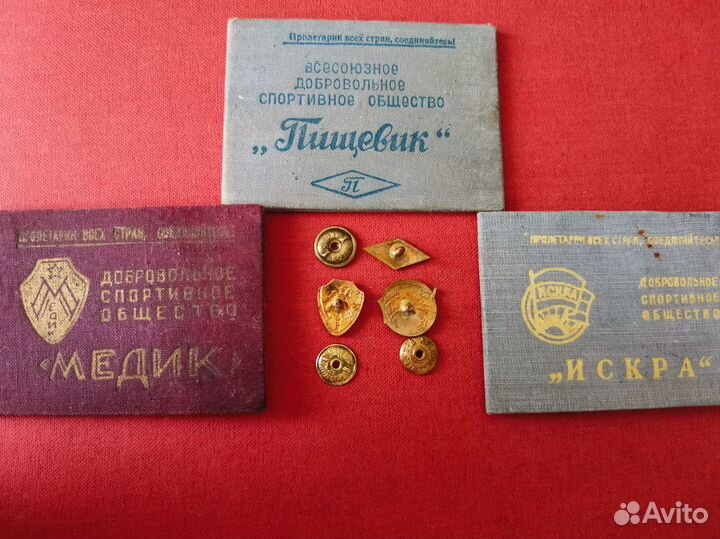 Пролетарии всех стран, соединяйтесь!
ВСЕСОЮЗНОЕ
ДОБРОВОЛЬНОЕ
СПОРТИВНОЕ ОБЩЕСТВО
„Пищевик“
П
ПРОЛЕТАРИИ ВСЕХ СТРАН, СОЕДИНЯЙТЕСЬ!
МЕДИК
ДОБРОВОЛЬНОЕ
СПОРТИВНОЕ
ОБЩЕСТВО
«МЕДИК»
ПРОЛЕТАРИИ ВСЕХ СТРАН, СОЕДИНЯЙТЕСЬ!
ИСКРА
ДОБРОВОЛЬНОЕ
СПОРТИВНОЕ
ОБЩЕСТВО
„ИСКРА“
Avito